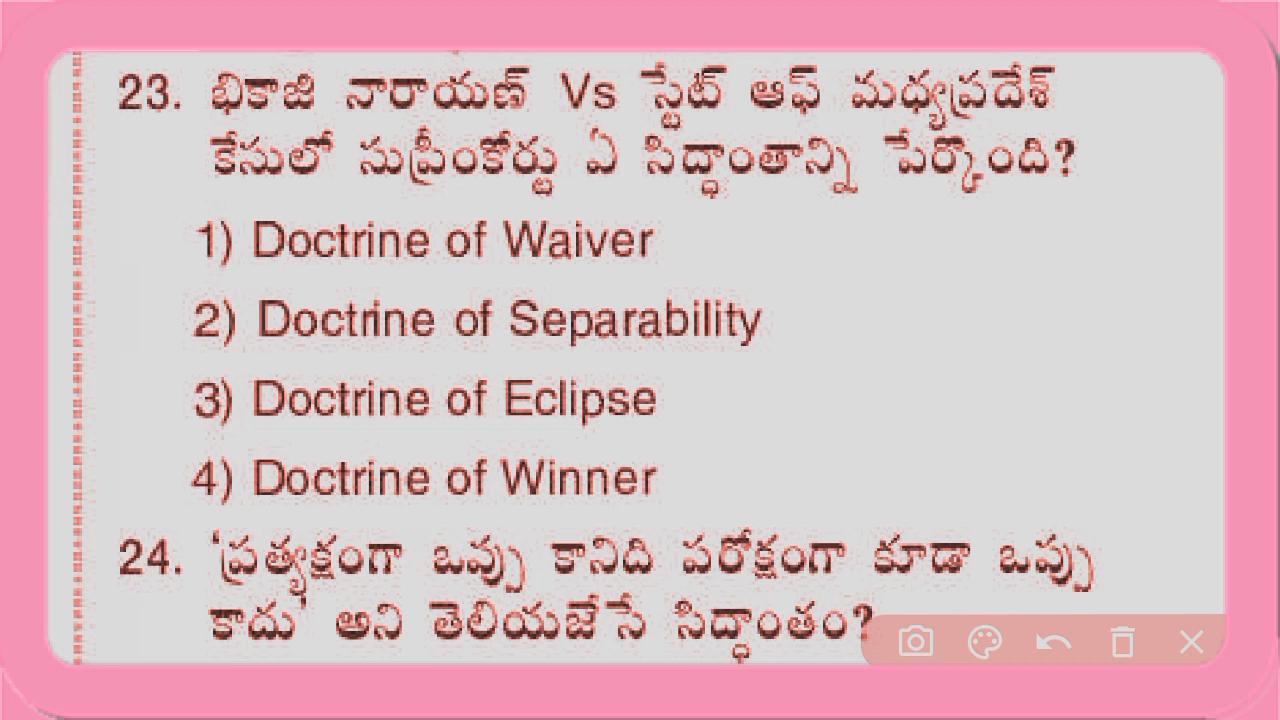 23. భికాజి నారాయణ్ Vs స్టేట్ ఆఫ్ మధ్యప్రదేశ్
కేసులో సుప్రీంకోర్టు ఏ సిద్ధాంతాన్ని పేర్కొంది?
1) Doctrine of Waiver
2) Doctrine of Separability
3) Doctrine of Eclipse
4) Doctrine of Winner
24. 'ప్రత్యక్షంగా ఒప్పు కానిది పరోక్షంగా కూడా ఒప్పు
కాదు' అని తెలియజేసే సిద్ధాంతం?